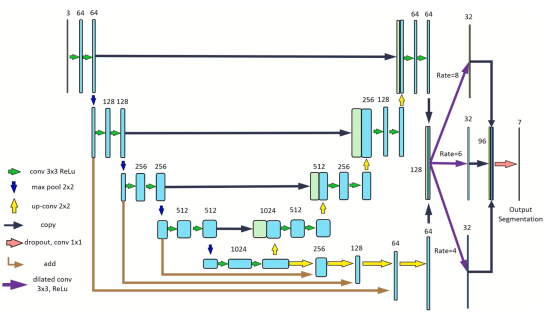 3 64 64
64 64
32
Rate=8
128 128
256 128
32
7
Rate=6
96
128
256 256
512 256
512 512
1024 512
1024
256
128
64
64
32
Rate=4
Output
Segmentation
conv 3x3 ReLu
max pool 2x2
up-conv 2x2
copy
dropout, conv 1x1
add
dilated conv
3x3, ReLu